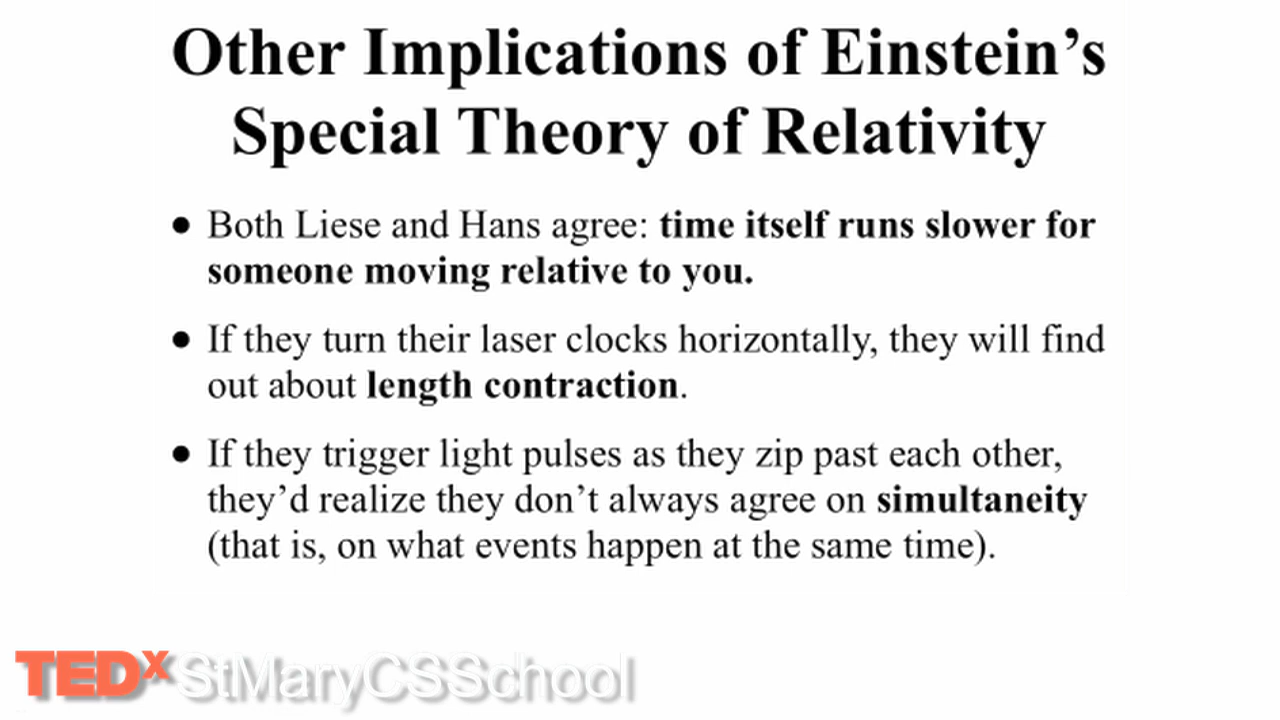 Other Implications of Einstein’s
Special Theory of Relativity
● Both Liese and Hans agree: time itself runs slower for
someone moving relative to you.
● If they turn their laser clocks horizontally, they will find
out about length contraction.
● If they trigger light pulses as they zip past each other,
they’d realize they don’t always agree on simultaneity
(that is, on what events happen at the same time).
TEDxStMaryCSSchool